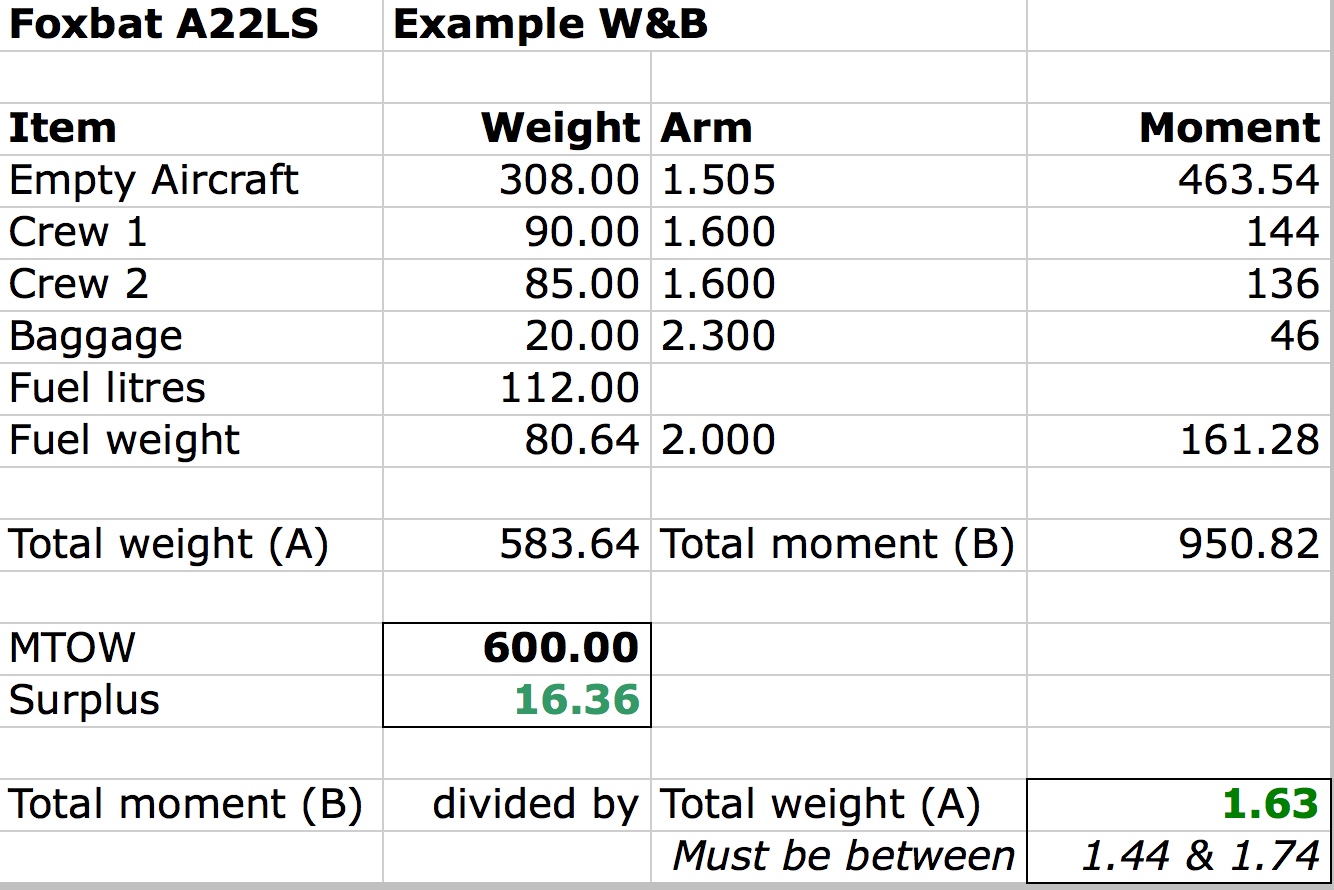 Foxbat A22LS Example W&B
Item Weight Arm Moment
Empty Aircraft 308.00 1.505 463.54
Crew 1 90.00 1.600 144
Crew 2 85.00 1.600 136
Baggage 20.00 2.300 46
Fuel litres 112.00
Fuel weight 80.64 2.000 161.28
Total weight (A) 583.64 Total moment (B) 950.82
MTOW 600.00
Surplus 16.36
Total moment (B) divided by Total weight (A) 1.63
Must be between 1.44 & 1.74